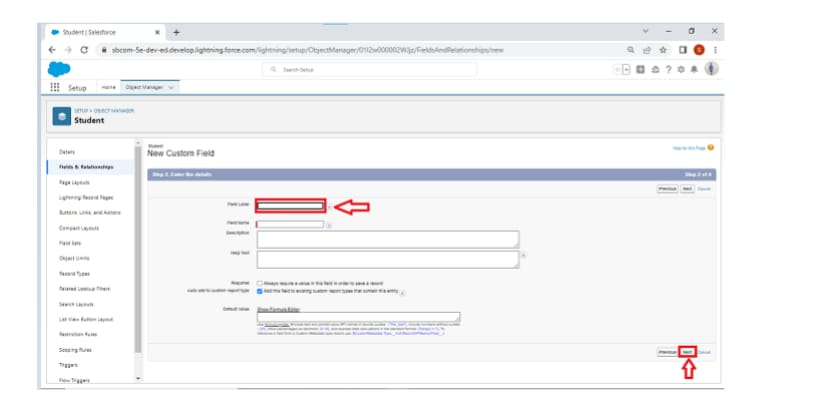 Student | Salesforce
sbcom-5e-dev-ed.develop.lightning.force.com/lightning/setup/ObjectManager/01I2w000002WJjz/FieldsAndRelationships/new
Search Setup
Setup Home Object Manager
SETUP > OBJECT MANAGER
Student
Details
Fields & Relationships
Page Layouts
Lightning Record Pages
Buttons, Links, and Actions
Compact Layouts
Field Sets
Object Limits
Record Types
Related Lookup Filters
Search Layouts
List View Button Layout
Restriction Rules
Scoping Rules
Triggers
Flow Triggers
Student
New Custom Field
Help for this Page
Step 2. Enter the details
Step 2 of 4
Previous Next Cancel
Field Label
Field Name
Description
Help Text
Required Always require a value in this field in order to save a record
Auto add to custom report type Add this field to existing custom report types that contain this entity
Default Value Show Formula Editor
Previous Next Cancel